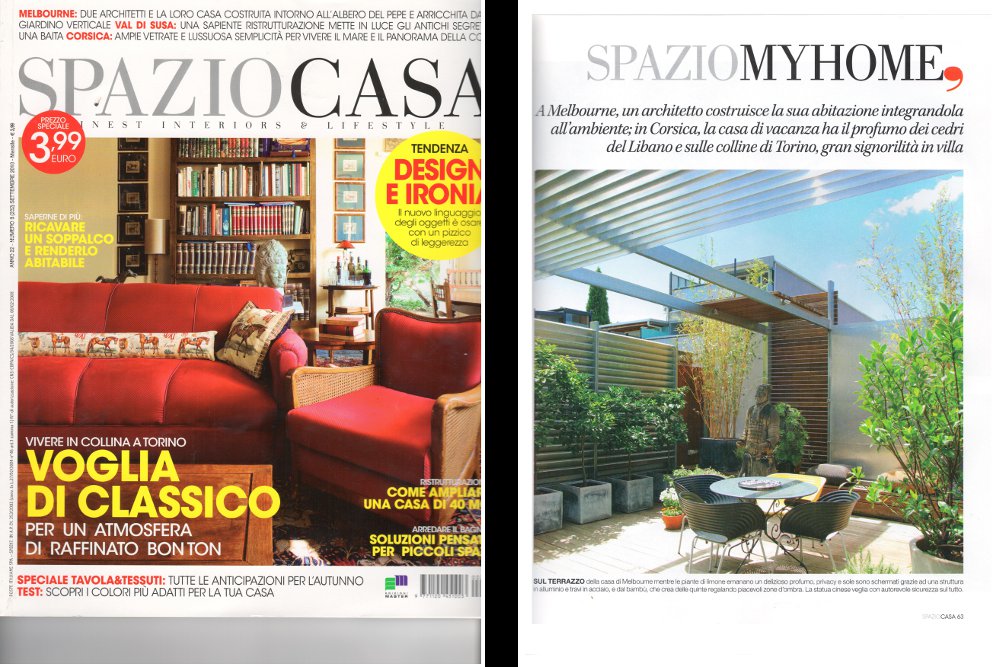 MELBOURNE: DUE ARCHITETTI E LA LORO CASA COSTRUITA INTORNO ALL'ALBERO DEL PEPE E ARRICCHITA DA
GIARDINO VERTICALE VAL DI SUSA: UNA SAPIENTE RISTRUTTURAZIONE METTE IN LUCE GLI ANTICHI SEGRE
UNA BAITA CORSICA: AMPIE VETRATE E LUSSUOSA SEMPLICITÀ PER VIVERE IL MARE E IL PANORAMA DELLA CO
SPAZIOCASA
FINEST INTERIORS & LIFESTYLE
PREZZO
SPECIALE
3,99
EURO
TENDENZA
DESIGN
E IRONIA
Il nuovo linguaggio
degli oggetti è osare
con un pizzico
di leggerezza
SAPERNE DI PIÙ:
RICAVARE
UN SOPPALCO
E RENDERLO
ABITABILE
VIVERE IN COLLINA A TORINO
VOGLIA
DI CLASSICO
PER UN ATMOSFERA
DI RAFFINATO BON TON
RISTRUTTURAZIO
COME AMPLIAR
UNA CASA DI 40 M
ARREDARE IL BAGN
SOLUZIONI PENSAT
PER PICCOLI SPA
SPECIALE TAVOLA&TESSUTI: TUTTE LE ANTICIPAZIONI PER L'AUTUNNO
TEST: SCOPRI I COLORI PIÙ ADATTI PER LA TUA CASA
EDIZIONI
MASTER
SPAZIOMYHOME,
A Melbourne, un architetto costruisce la sua abitazione integrandola
all'ambiente; in Corsica, la casa di vacanza ha il profumo dei cedri
del Libano e sulle colline di Torino, gran signorilità in villa
SUL TERRAZZO della casa di Melbourne mentre le piante di limone emanano un delizioso profumo, privacy e sole sono schermati grazie ad una struttura
in alluminio e travi in acciaio, e dal bambù, che crea delle quinte regalando piacevoli zone d'ombra. La statua cinese veglia con autorevole sicurezza sul tutto.
SPAZIOCASA 63